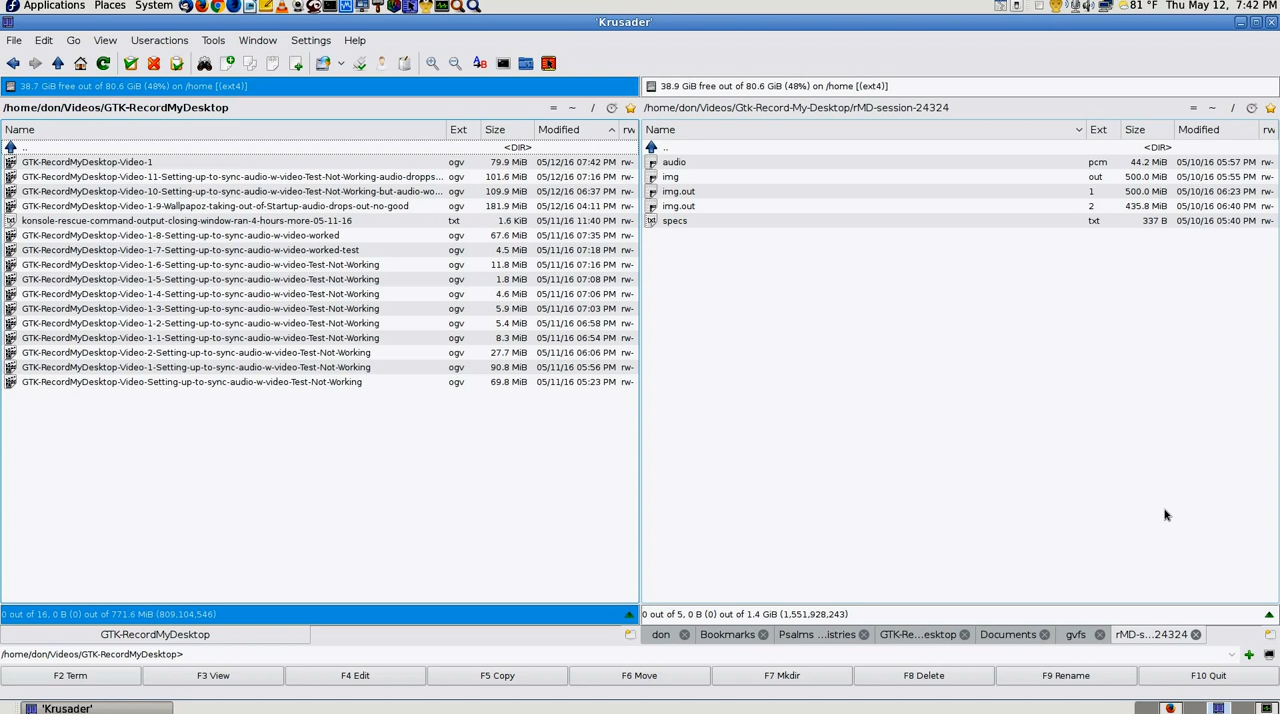 Applications Places System 81 °F Thu May 12, 7:42 PM
'Krusader'
File Edit Go View Useractions Tools Window Settings Help
38.7 GiB free out of 80.6 GiB (48%) on /home [(ext4)] 38.9 GiB free out of 80.6 GiB (48%) on /home [(ext4)]
/home/don/Videos/GTK-RecordMyDesktop = ~ / /home/don/Videos/Gtk-Record-My-Desktop/rMD-session-24324 = ~ /
Name Ext Size Modified rw Name Ext Size Modified rw
.. <DIR> .. <DIR>
GTK-RecordMyDesktop-Video-1 ogv 79.9 MiB 05/12/16 07:42 PM rw- audio pcm 44.2 MiB 05/10/16 05:57 PM rw-
GTK-RecordMyDesktop-Video-11-Setting-up-to-sync-audio-w-video-Test-Not-Working-audio-dropps... ogv 101.6 MiB 05/12/16 07:16 PM rw- img out 500.0 MiB 05/10/16 05:55 PM rw-
GTK-RecordMyDesktop-Video-10-Setting-up-to-sync-audio-w-video-Test-Not-Working-but-audio-wo... ogv 109.9 MiB 05/12/16 06:37 PM rw- img.out 1 500.0 MiB 05/10/16 06:23 PM rw-
GTK-RecordMyDesktop-Video-1-9-Wallpapoz-taking-out-of-Startup-audio-drops-out-no-good ogv 181.9 MiB 05/12/16 04:11 PM rw- img.out 2 435.8 MiB 05/10/16 06:40 PM rw-
konsole-rescue-command-output-closing-window-ran-4-hours-more-05-11-16 txt 1.6 KiB 05/11/16 11:40 PM rw- specs txt 337 B 05/10/16 05:40 PM rw-
GTK-RecordMyDesktop-Video-1-8-Setting-up-to-sync-audio-w-video-worked ogv 67.6 MiB 05/11/16 07:35 PM rw-
GTK-RecordMyDesktop-Video-1-7-Setting-up-to-sync-audio-w-video-worked-test ogv 4.5 MiB 05/11/16 07:18 PM rw-
GTK-RecordMyDesktop-Video-1-6-Setting-up-to-sync-audio-w-video-Test-Not-Working ogv 11.8 MiB 05/11/16 07:16 PM rw-
GTK-RecordMyDesktop-Video-1-5-Setting-up-to-sync-audio-w-video-Test-Not-Working ogv 1.8 MiB 05/11/16 07:08 PM rw-
GTK-RecordMyDesktop-Video-1-4-Setting-up-to-sync-audio-w-video-Test-Not-Working ogv 4.6 MiB 05/11/16 07:06 PM rw-
GTK-RecordMyDesktop-Video-1-3-Setting-up-to-sync-audio-w-video-Test-Not-Working ogv 5.9 MiB 05/11/16 07:03 PM rw-
GTK-RecordMyDesktop-Video-1-2-Setting-up-to-sync-audio-w-video-Test-Not-Working ogv 5.4 MiB 05/11/16 06:58 PM rw-
GTK-RecordMyDesktop-Video-1-1-Setting-up-to-sync-audio-w-video-Test-Not-Working ogv 8.3 MiB 05/11/16 06:54 PM rw-
GTK-RecordMyDesktop-Video-2-Setting-up-to-sync-audio-w-video-Test-Not-Working ogv 27.7 MiB 05/11/16 06:06 PM rw-
GTK-RecordMyDesktop-Video-1-Setting-up-to-sync-audio-w-video-Test-Not-Working ogv 90.8 MiB 05/11/16 05:56 PM rw-
GTK-RecordMyDesktop-Video-Setting-up-to-sync-audio-w-video-Test-Not-Working ogv 69.8 MiB 05/11/16 05:23 PM rw-
0 out of 16, 0 B (0) out of 771.6 MiB (809,104,546) 0 out of 5, 0 B (0) out of 1.4 GiB (1,551,928,243)
GTK-RecordMyDesktop don Bookmarks Psalms ...istries GTK-Re...esktop Documents gvfs rMD-s...24324
/home/don/Videos/GTK-RecordMyDesktop>
F2 Term F3 View F4 Edit F5 Copy F6 Move F7 Mkdir F8 Delete F9 Rename F10 Quit
'Krusader'